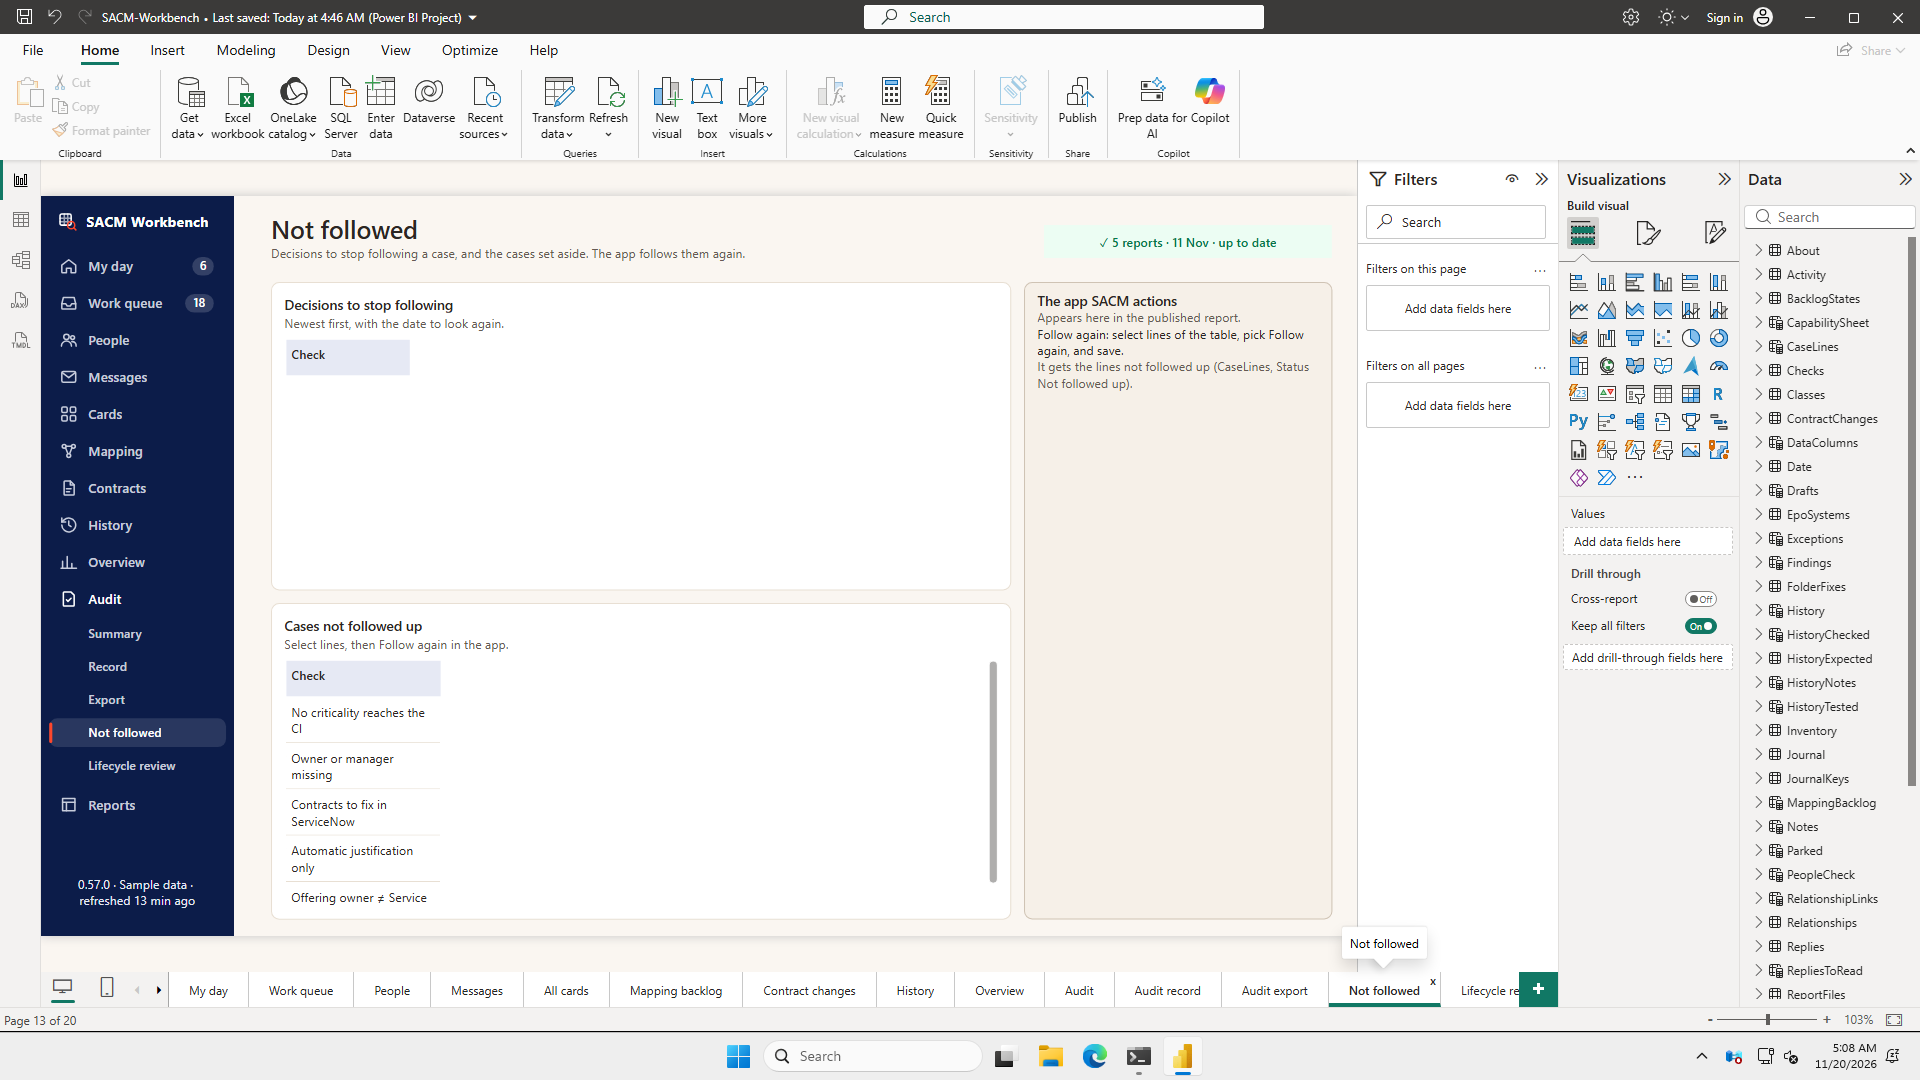 SACM-Workbench • Last saved: Today at 4:46 AM (Power BI Project)
Search
Sign in
File
Home
Insert
Modeling
Design
View
Optimize
Help
Share
Paste
Cut
Copy
Format painter
Clipboard
Get data
Excel workbook
OneLake catalog
SQL Server
Enter data
Dataverse
Recent sources
Data
Transform data
Refresh
Queries
New visual
Text box
More visuals
Insert
New visual calculation
New measure
Quick measure
Calculations
Sensitivity
Sensitivity
Publish
Share
Prep data for AI
Copilot
Copilot
SACM Workbench
My day 6
Work queue 18
People
Messages
Cards
Mapping
Contracts
History
Overview
Audit
Summary
Record
Export
Not followed
Lifecycle review
Reports
0.57.0 · Sample data ·
refreshed 13 min ago
Not followed
Decisions to stop following a case, and the cases set aside. The app follows them again.
✓ 5 reports · 11 Nov · up to date
Decisions to stop following
Newest first, with the date to look again.
Check
Cases not followed up
Select lines, then Follow again in the app.
Check
No criticality reaches the
CI
Owner or manager
missing
Contracts to fix in
ServiceNow
Automatic justification
only
Offering owner ≠ Service
The app SACM actions
Appears here in the published report.
Follow again: select lines of the table, pick Follow
again, and save.
It gets the lines not followed up (CaseLines, Status
Not followed up).
Filters
Search
Filters on this page
...
Add data fields here
Filters on all pages
...
Add data fields here
Visualizations
Build visual
123
R
Py
...
Values
Add data fields here
Drill through
Cross-report
Off
Keep all filters
On
Add drill-through fields here
Data
Search
About
Activity
BacklogStates
CapabilitySheet
CaseLines
Checks
Classes
ContractChanges
DataColumns
Date
Drafts
EpoSystems
Exceptions
Findings
FolderFixes
History
HistoryChecked
HistoryExpected
HistoryNotes
HistoryTested
Inventory
Journal
JournalKeys
MappingBacklog
Notes
Parked
PeopleCheck
RelationshipLinks
Relationships
Replies
RepliesToRead
ReportFiles
DAX
TMDL
Not followed
My day
Work queue
People
Messages
All cards
Mapping backlog
Contract changes
History
Overview
Audit
Audit record
Audit export
Not followed
x
Lifecycle re
+
Page 13 of 20
- + 103%
Search
5:08 AM
11/20/2026